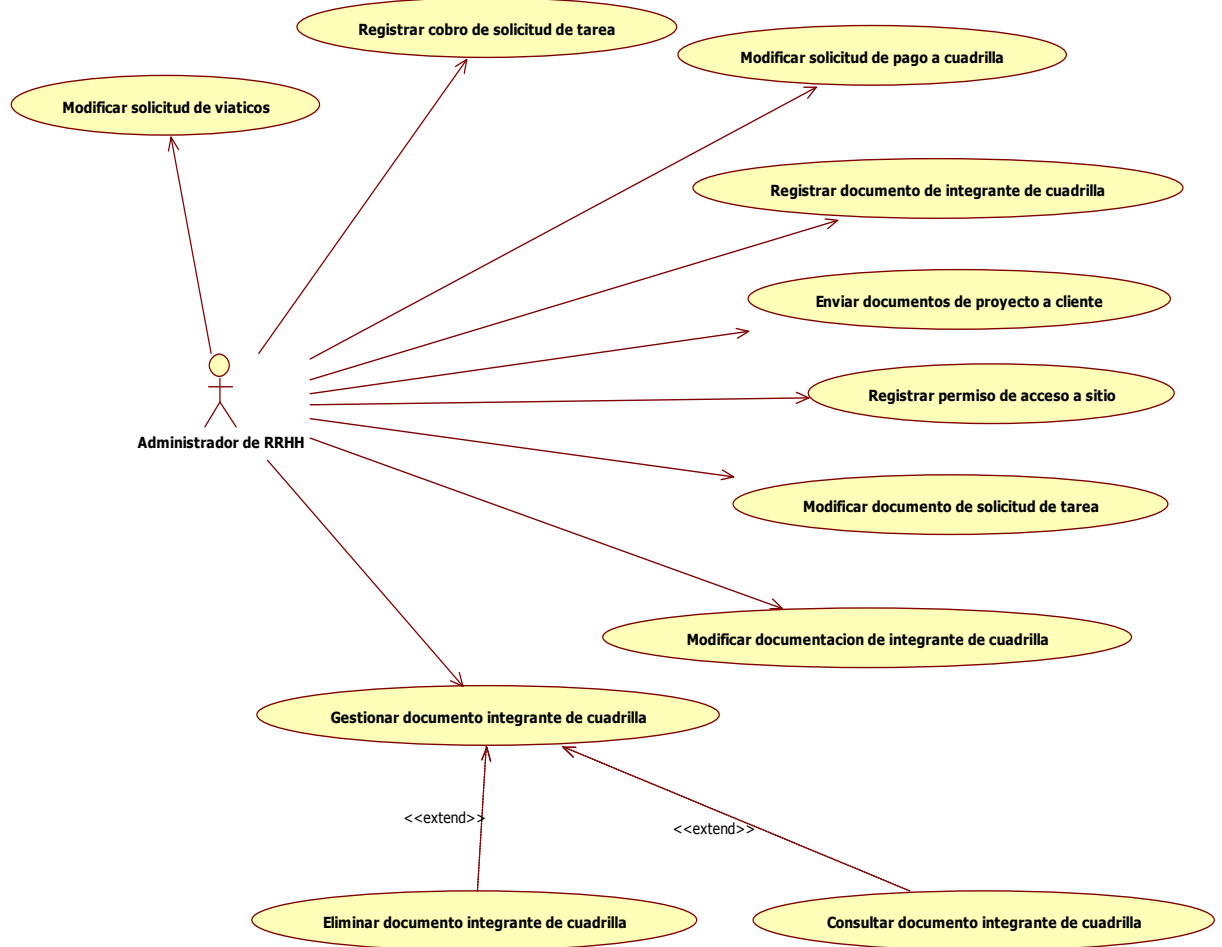 Registrar cobro de solicitud de tarea
Modificar solicitud de pago a cuadrilla
Modificar solicitud de viaticos
Registrar documento de integrante de cuadrilla
Enviar documentos de proyecto a cliente
Registrar permiso de acceso a sitio
Administrador de RRHH
Modificar documento de solicitud de tarea
Modificar documentacion de integrante de cuadrilla
Gestionar documento integrante de cuadrilla
<<extend>>
<<extend>>
Eliminar documento integrante de cuadrilla
Consultar documento integrante de cuadrilla